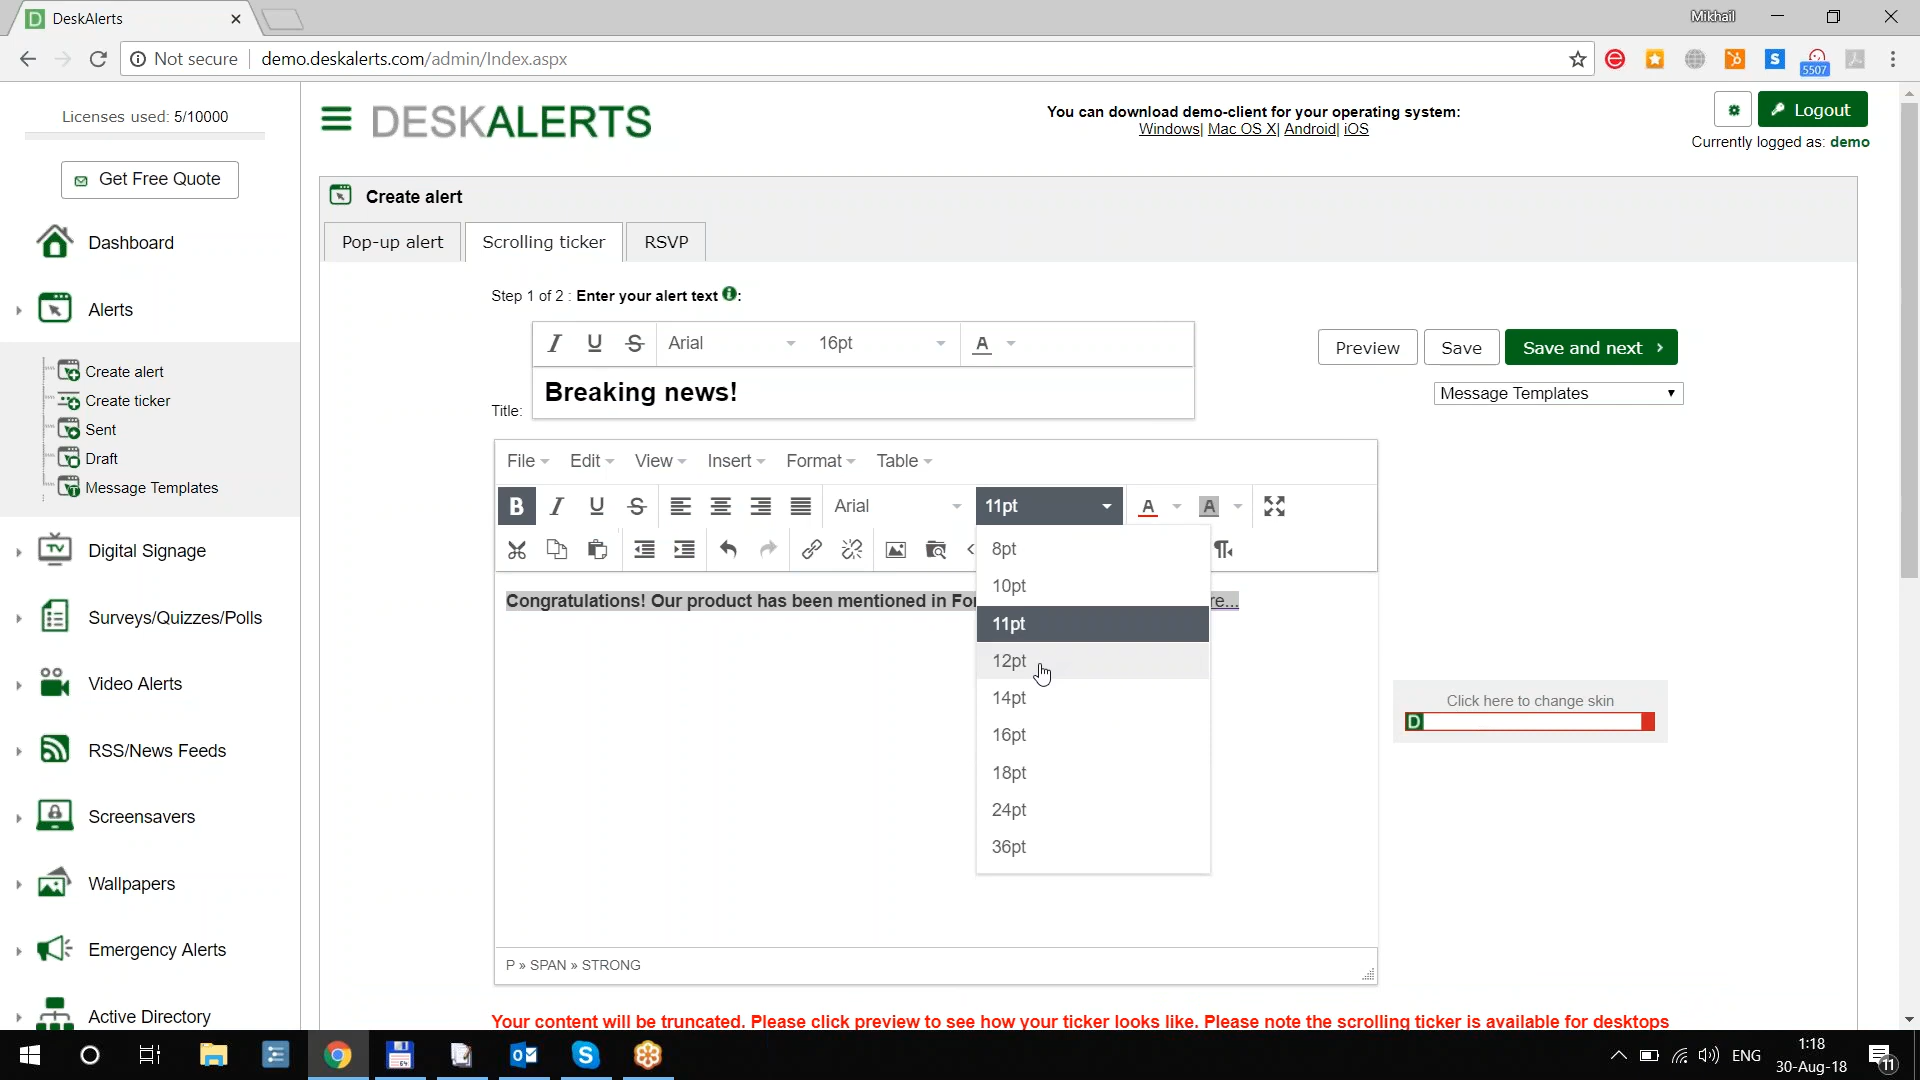 DeskAlerts
Mikhail
Not secure
demo.deskalerts.com/admin/Index.aspx
5507
Licenses used: 5/10000
Get Free Quote
Dashboard
Alerts
Create alert
Create ticker
Sent
Draft
Message Templates
Digital Signage
Surveys/Quizzes/Polls
Video Alerts
RSS/News Feeds
Screensavers
Wallpapers
Emergency Alerts
Active Directory
DESKALERTS
You can download demo-client for your operating system:
Windows| Mac OS X| Android| iOS
Logout
Currently logged as: demo
Create alert
Pop-up alert Scrolling ticker RSVP
Step 1 of 2 : Enter your alert text :
Arial 16pt A
Title: Breaking news!
Preview Save Save and next
Message Templates
File Edit View Insert Format Table
B I U S Arial 11pt A A
8pt
10pt
Congratulations! Our product has been mentioned in re...
11pt
12pt
14pt
16pt
18pt
24pt
36pt
Click here to change skin
D
P » SPAN » STRONG
Your content will be truncated. Please click preview to see how your ticker looks like. Please note the scrolling ticker is available for desktops
ENG
1:18
30-Aug-18
11